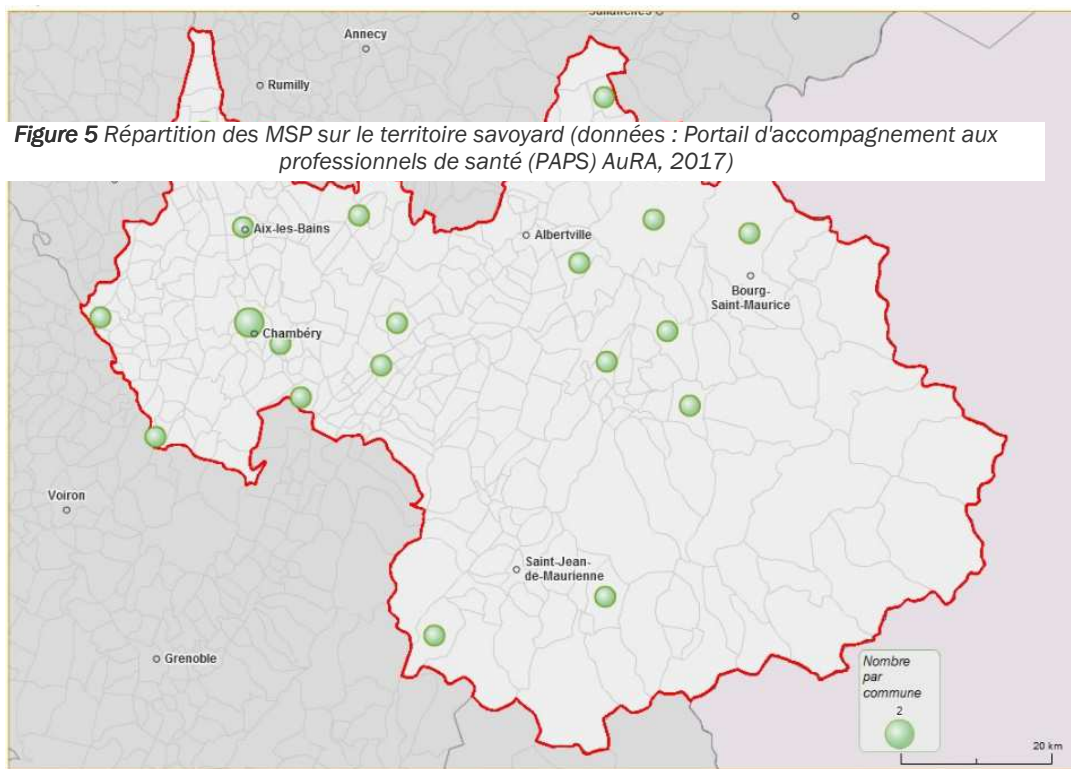 Annecy
Rumilly
Figure 5 Répartition des MSP sur le territoire savoyard (données : Portail d'accompagnement aux
professionnels de santé (PAPS) AuRA, 2017)
Aix-les-Bains
Albertville
Bourg-
Saint-Maurice
Chambéry
Voiron
Saint-Jean-
de-Maurienne
Grenoble
Nombre
par
commune
2
20 km